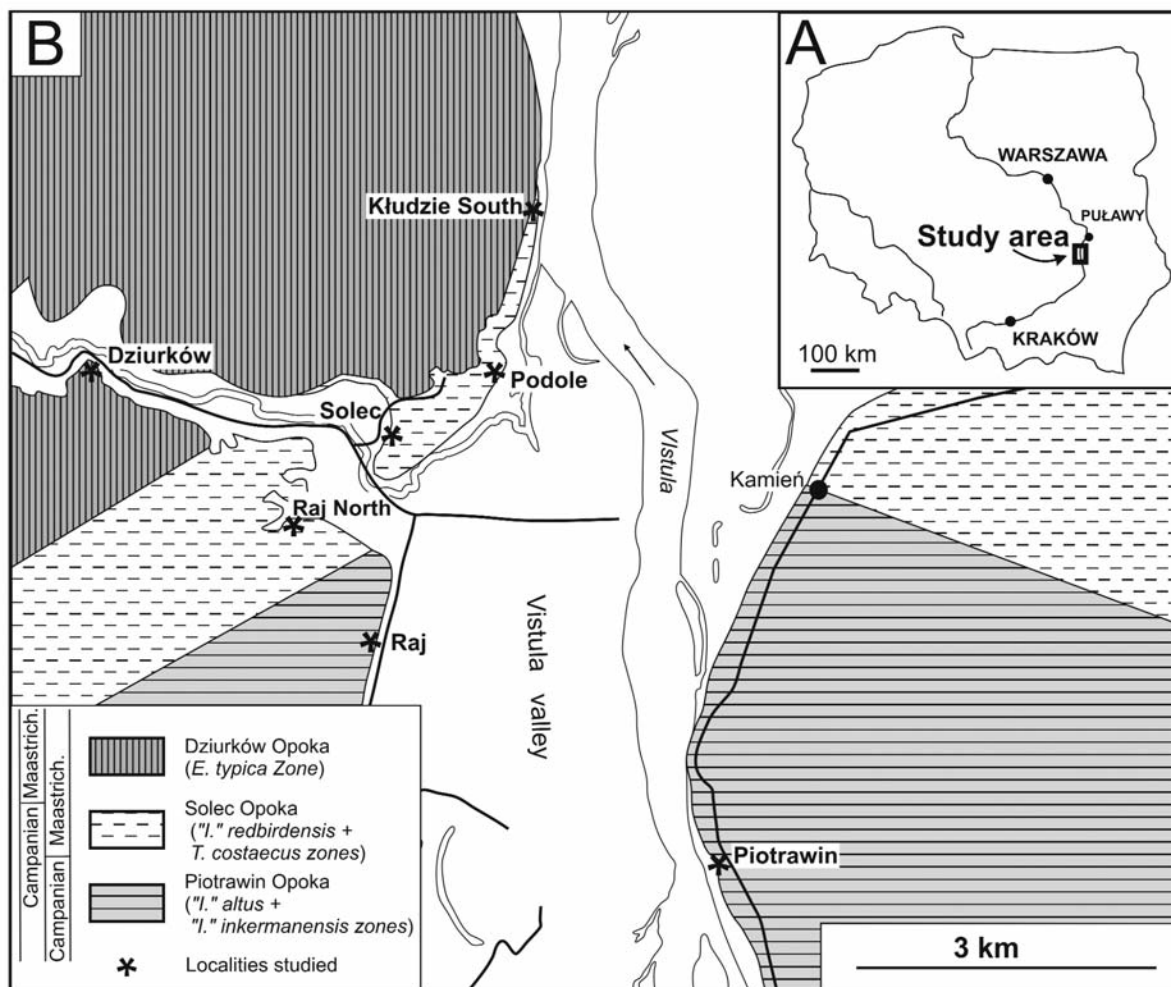 B
A
WARSZAWA
PUŁAWY
Study area
KRAKÓW
100 km
Kłudzie South
Dziurków
Podole
Solec
Vistula
Kamień
Raj North
Raj
Vistula
valley
Piotrawin
3 km
Campanian
Maastrich.
Campanian
Maastrich.
Dziurków Opoka
(E. typica Zone)
Solec Opoka
("I." redbirdensis +
T. costaecus zones)
Piotrawin Opoka
("I." altus +
"I." inkermanensis zones)
Localities studied